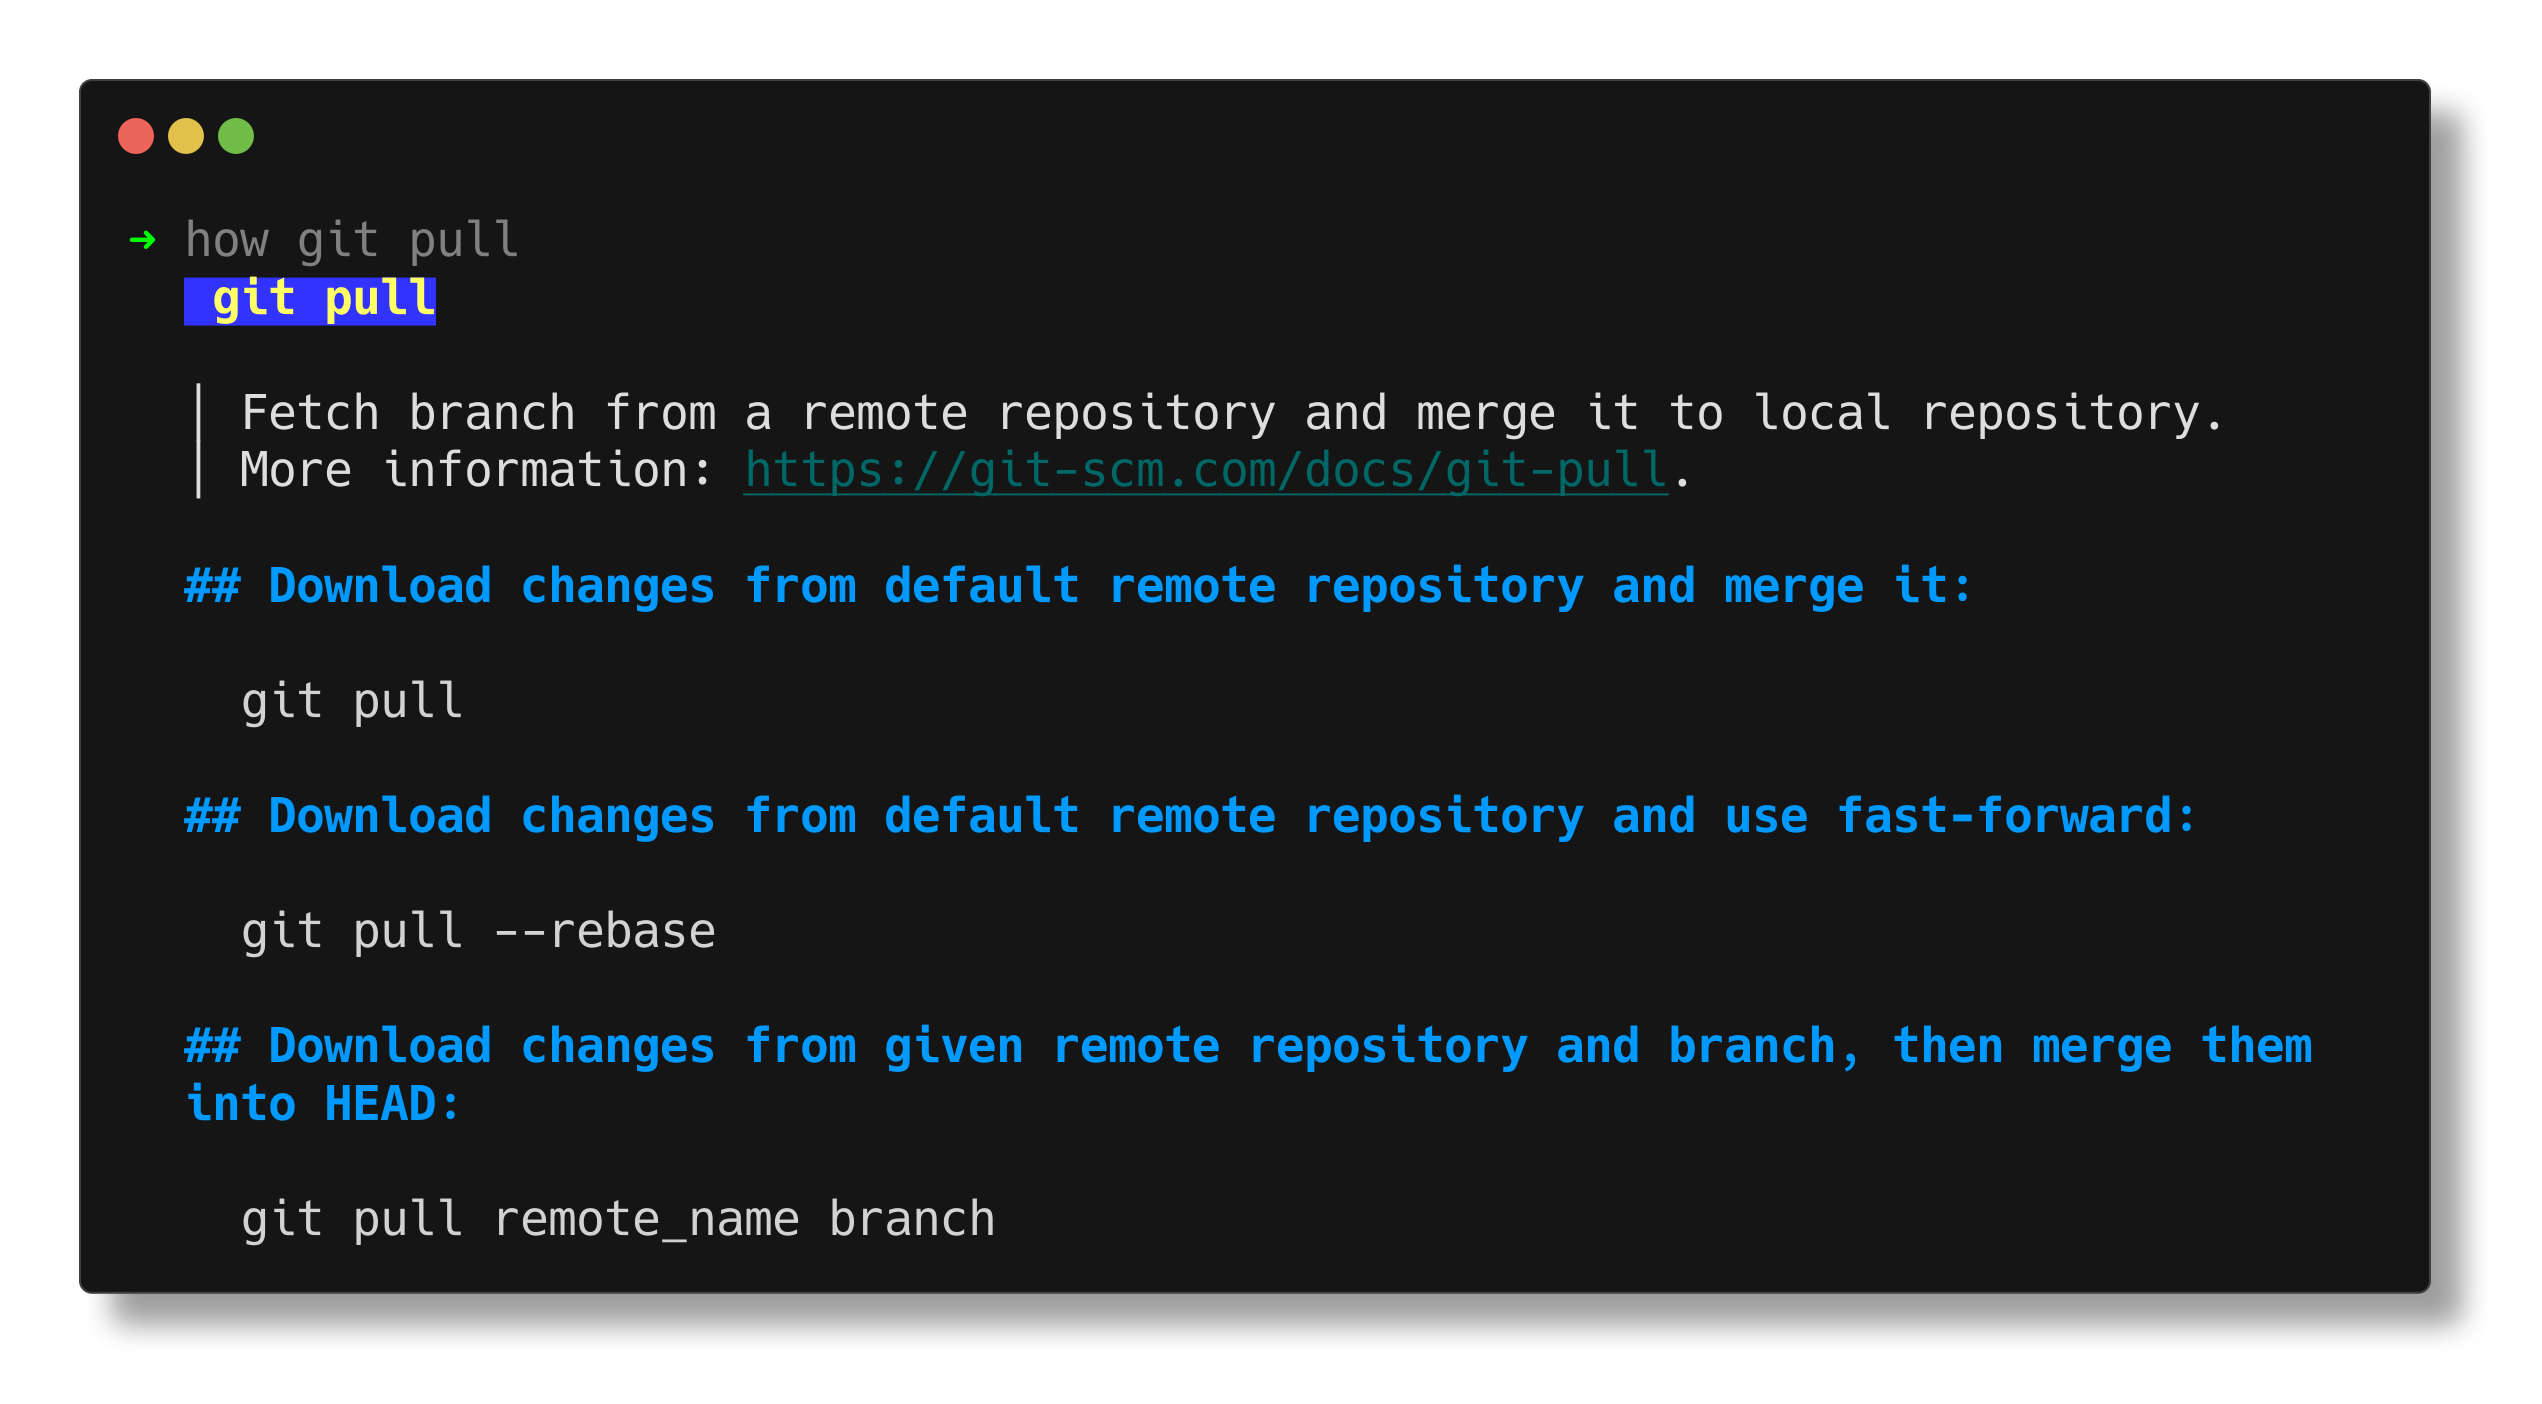 ➜ how git pull
git pull
Fetch branch from a remote repository and merge it to local repository.
More information: https://git-scm.com/docs/git-pull.
## Download changes from default remote repository and merge it:
git pull
## Download changes from default remote repository and use fast-forward:
git pull --rebase
## Download changes from given remote repository and branch, then merge them
into HEAD:
git pull remote_name branch